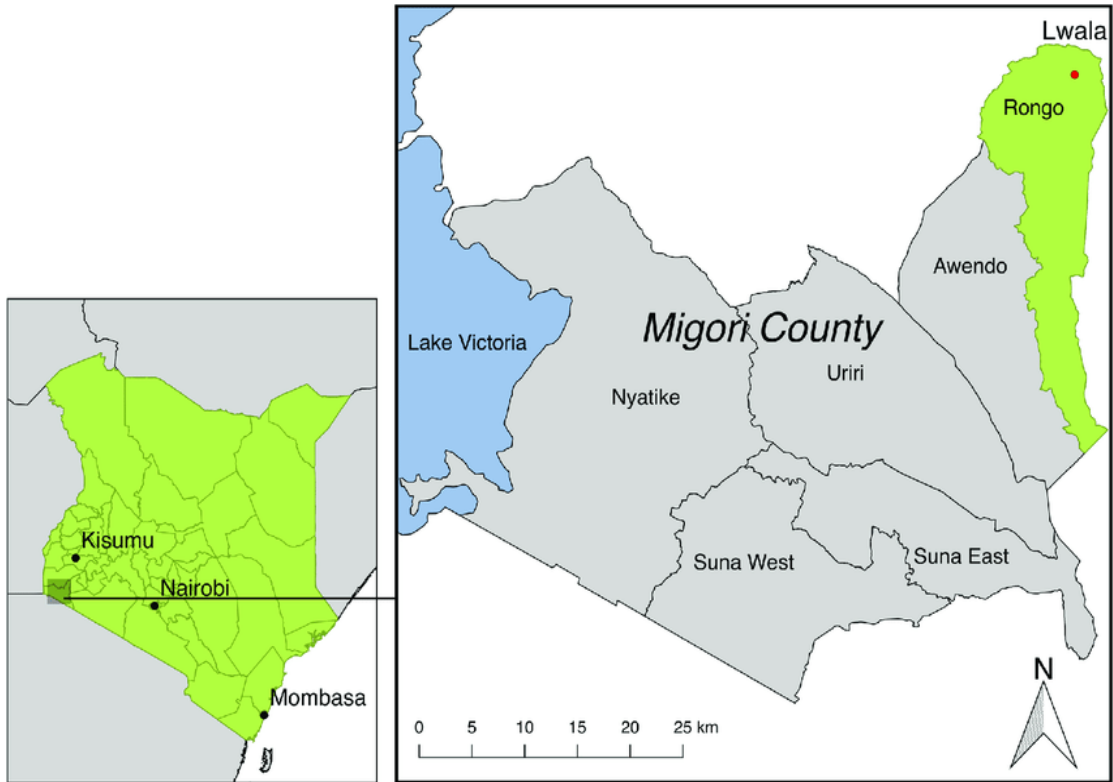 Lwala
Rongo
Awendo
Migori County
Lake Victoria
Uriri
Nyatike
Kisumu
Suna East
Suna West
Nairobi
N
Mombasa
0 5 10 15 20 25 km